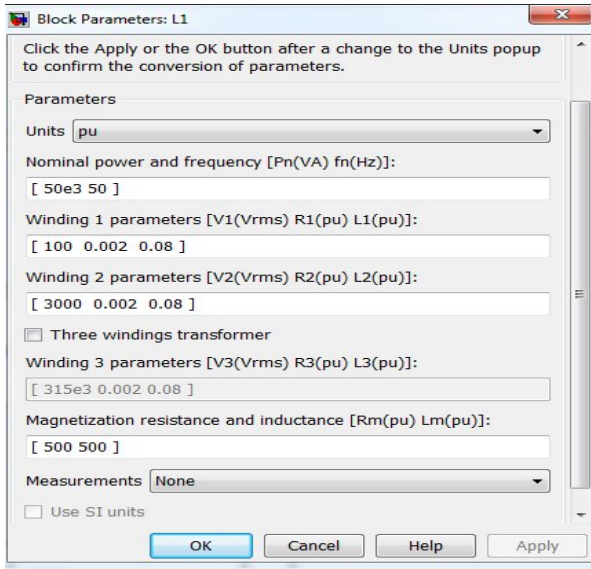 Block Parameters: L1
Click the Apply or the OK button after a change to the Units popup
to confirm the conversion of parameters.
Parameters
Units pu
Nominal power and frequency [Pn(VA) fn(Hz)]:
[ 50e3 50 ]
Winding 1 parameters [V1(Vrms) R1(pu) L1(pu)]:
[ 100 0.002 0.08 ]
Winding 2 parameters [V2(Vrms) R2(pu) L2(pu)]:
[ 3000 0.002 0.08 ]
Three windings transformer
Winding 3 parameters [V3(Vrms) R3(pu) L3(pu)]:
[ 315e3 0.002 0.08 ]
Magnetization resistance and inductance [Rm(pu) Lm(pu)]:
[ 500 500 ]
Measurements None
Use SI units
OK Cancel Help Apply